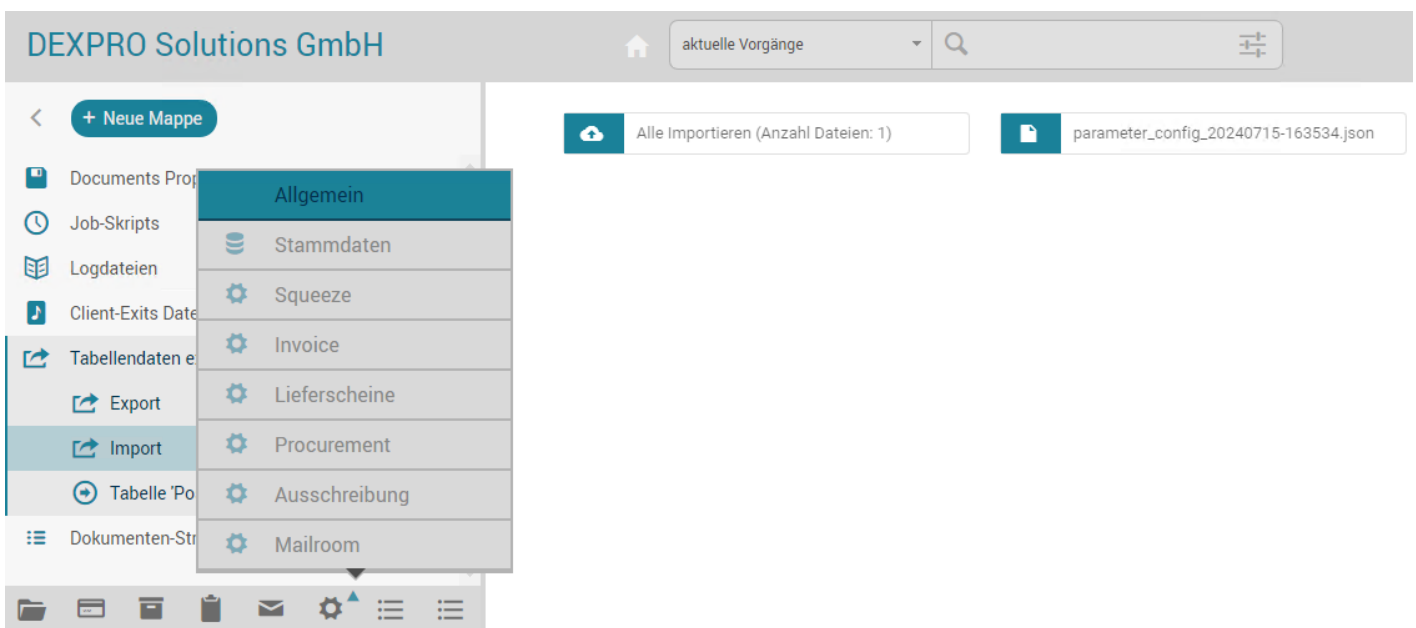 DEXPRO Solutions GmbH
aktuelle Vorgänge
+ Neue Mappe
Alle Importieren (Anzahl Dateien: 1)
parameter_config_20240715-163534.json
Documents Prop
Job-Skripts
Logdateien
Client-Exits Date
Tabellendaten e
Export
Import
Tabelle 'Po
Dokumenten-Str
Allgemein
Stammdaten
Squeeze
Invoice
Lieferscheine
Procurement
Ausschreibung
Mailroom